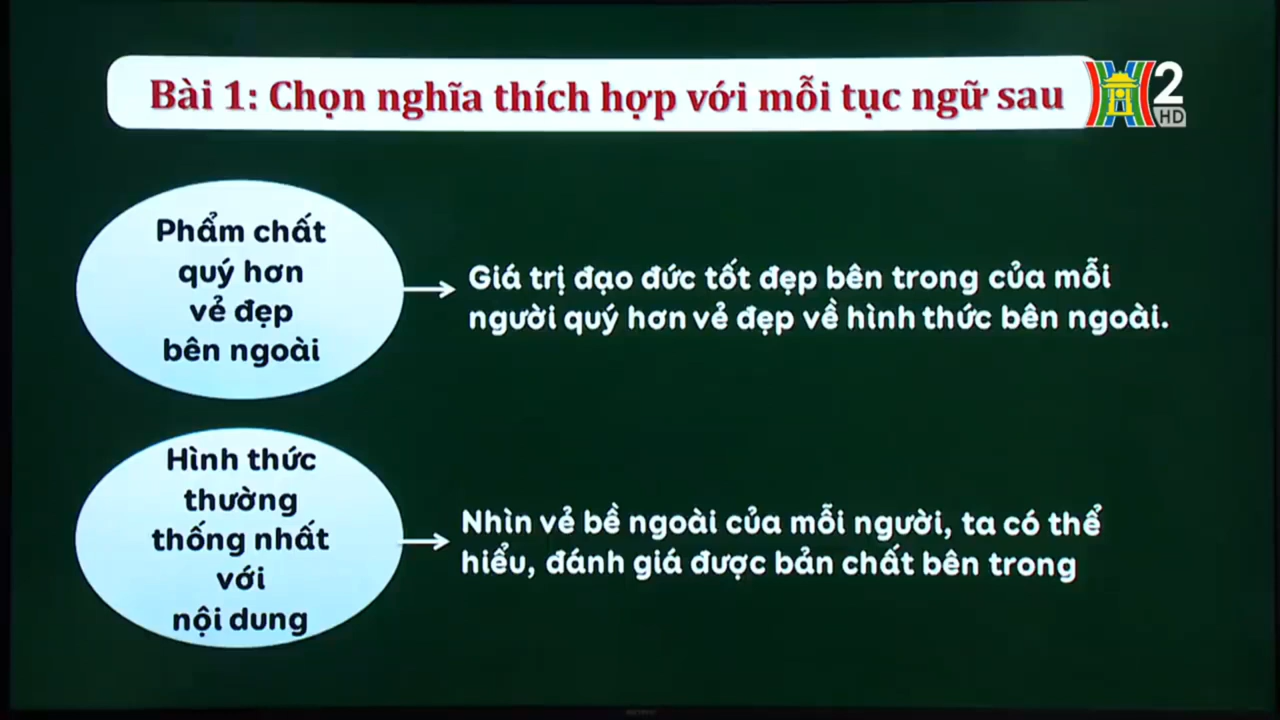 Bài 1: Chọn nghĩa thích hợp với mỗi tục ngữ sau
2
HD
Phẩm chất
quý hơn
vẻ đẹp
bên ngoài
Giá trị đạo đức tốt đẹp bên trong của mỗi
người quý hơn vẻ đẹp về hình thức bên ngoài.
Hình thức
thường
thống nhất
với
nội dung
Nhìn vẻ bề ngoài của mỗi người, ta có thể
hiểu, đánh giá được bản chất bên trong